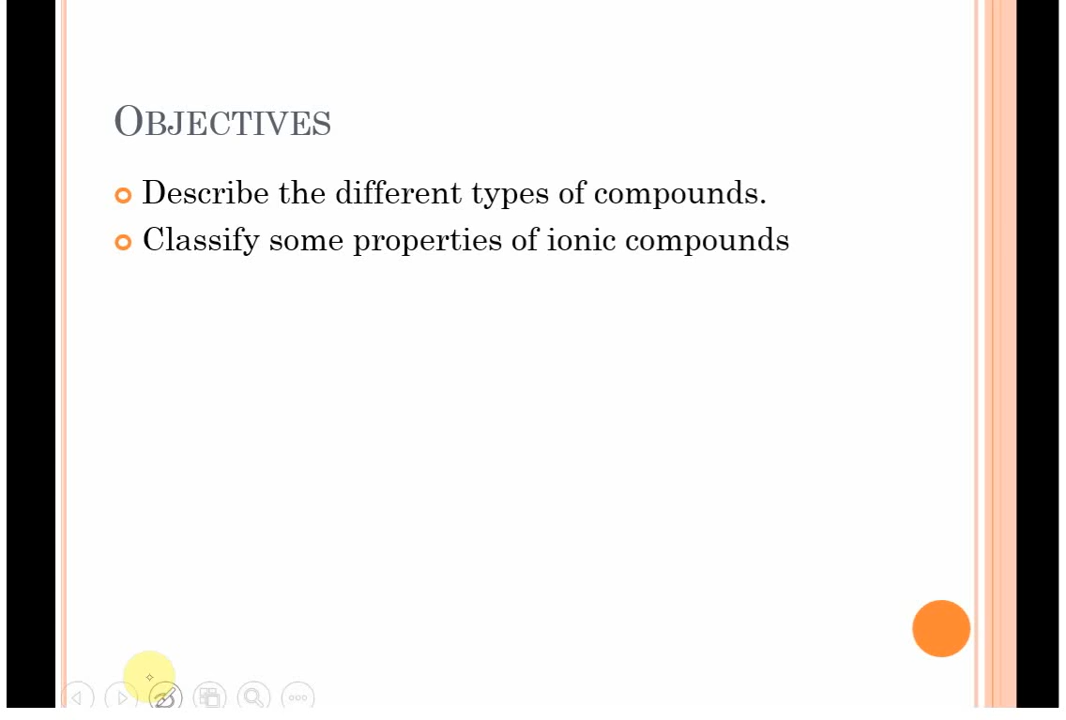 OBJECTIVES
Describe the different types of compounds.
Classify some properties of ionic compounds